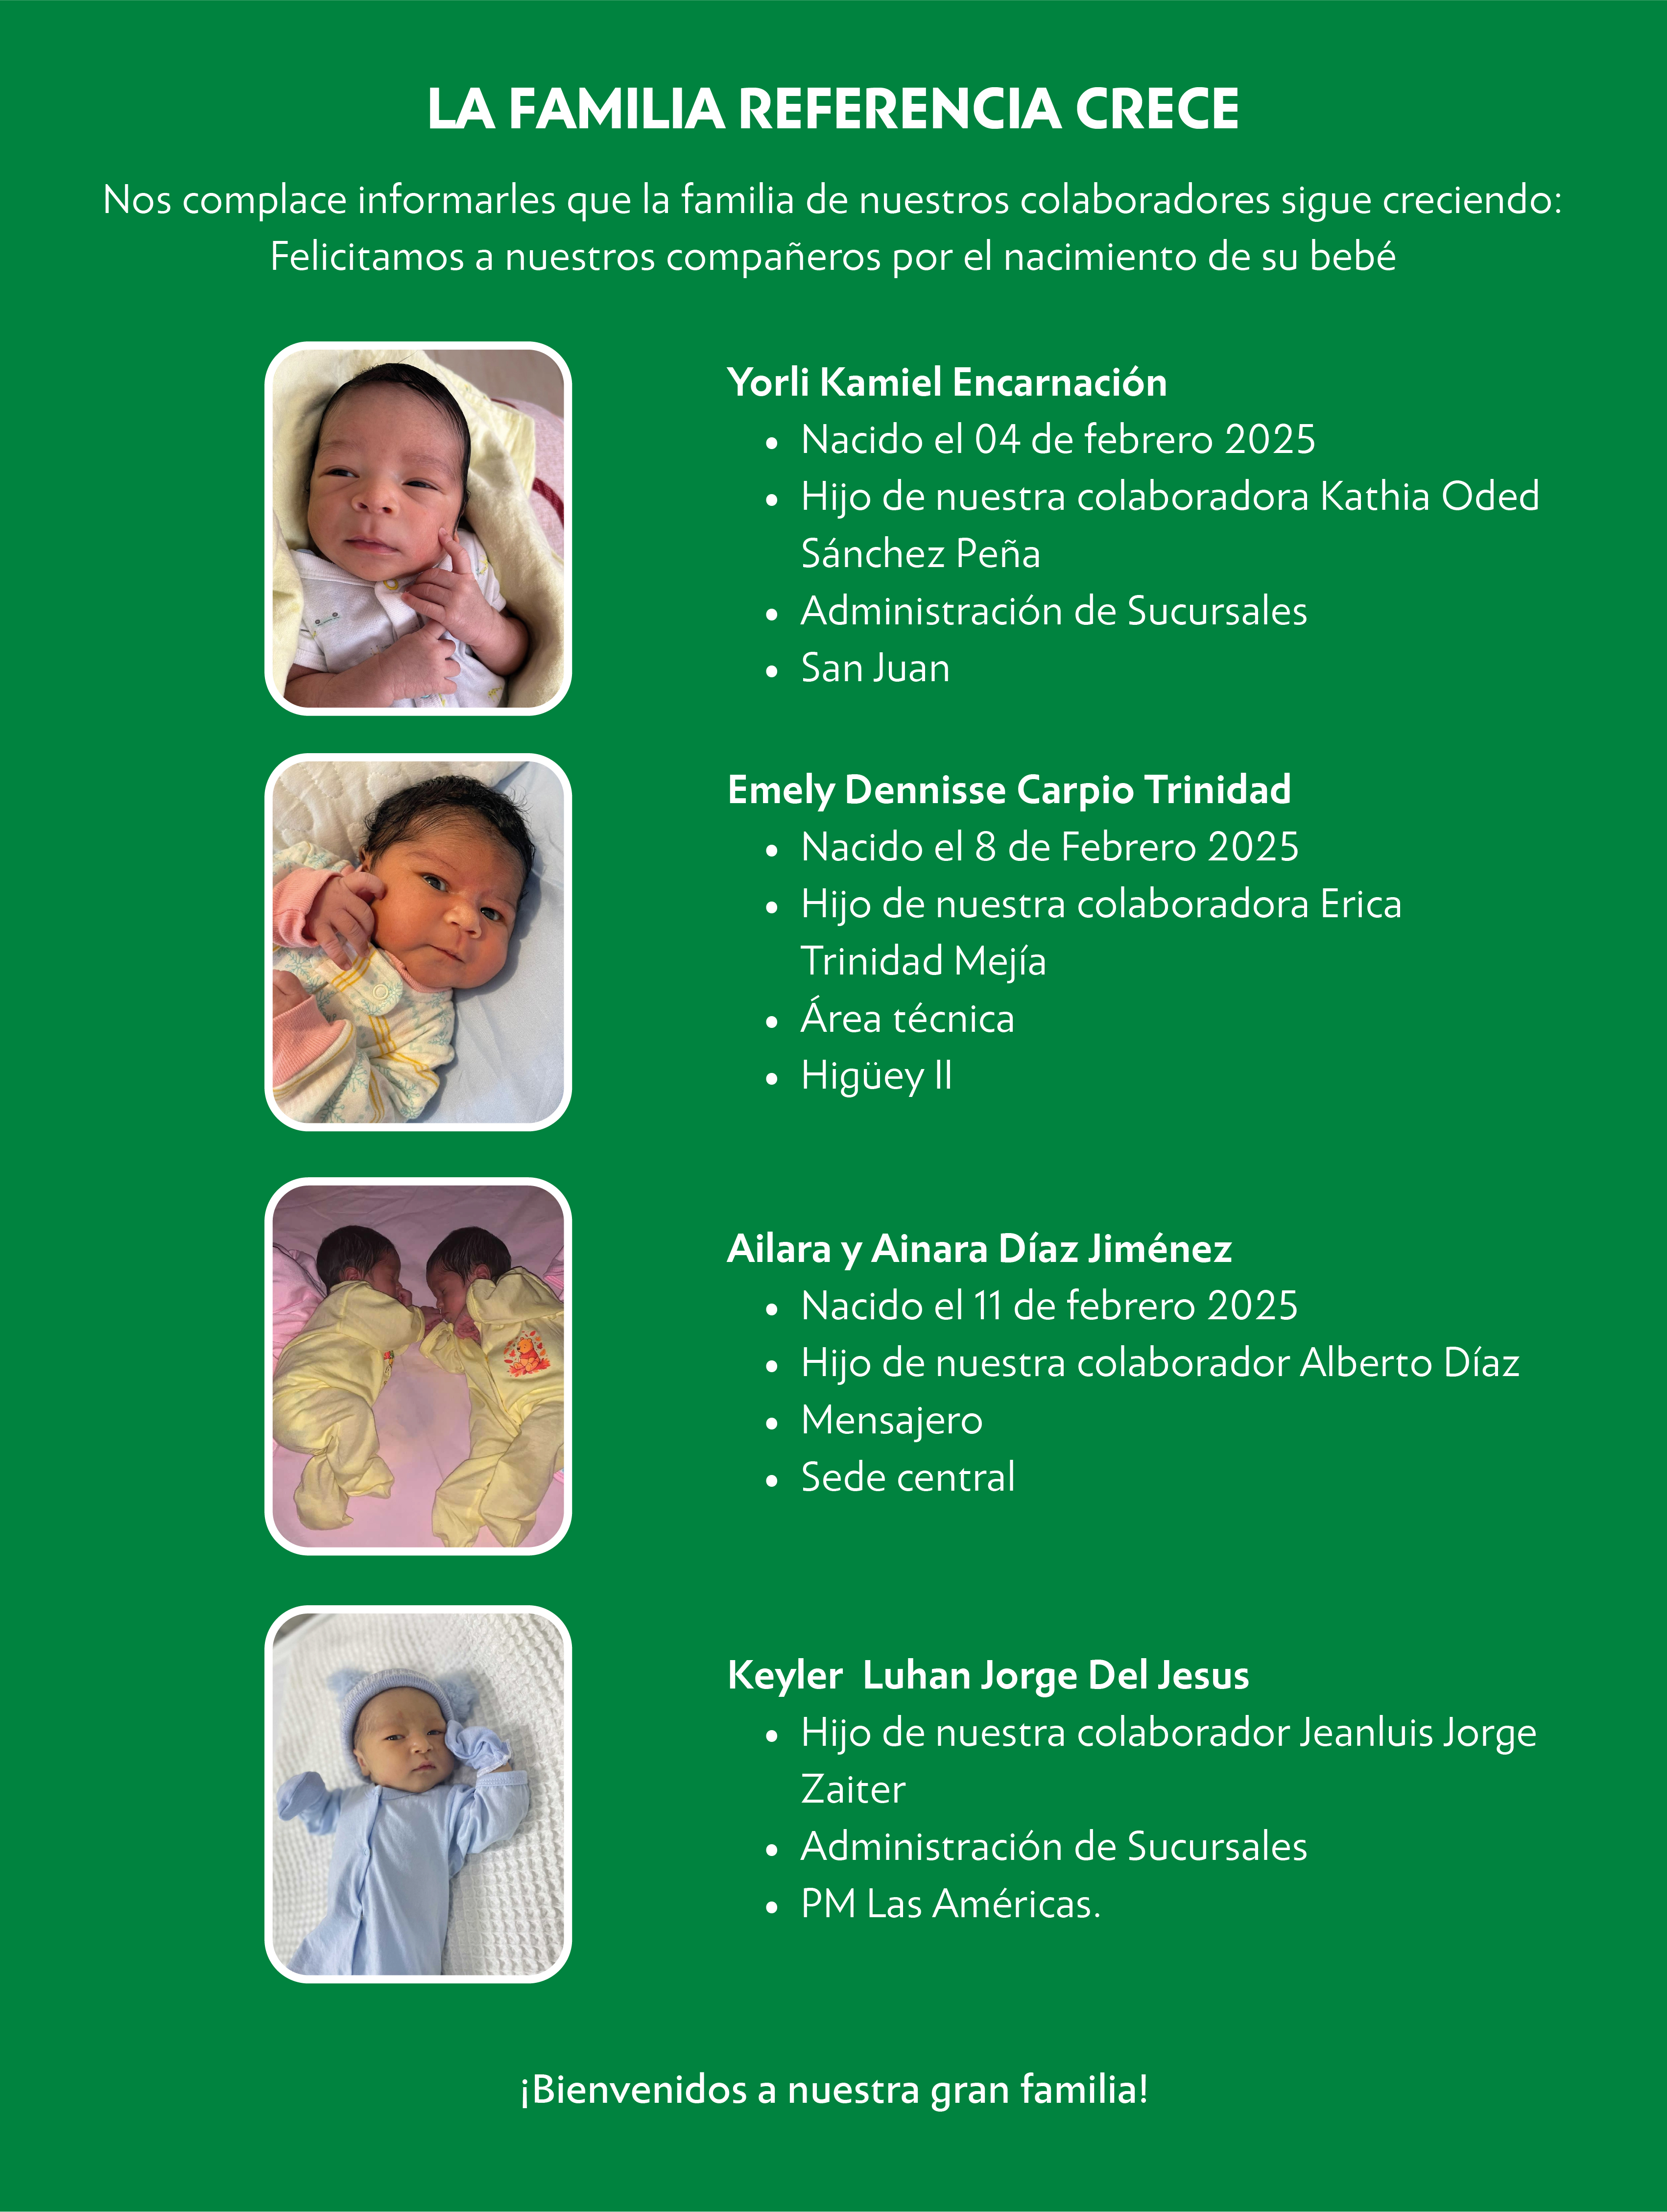 LA FAMILIA REFERENCIA CRECE
Nos complace informarles que la familia de nuestros colaboradores sigue creciendo:
Felicitamos a nuestros compañeros por el nacimiento de su bebé
Yorli Kamiel Encarnación
• Nacido el 04 de febrero 2025
• Hijo de nuestra colaboradora Kathia Oded
Sánchez Peña
• Administración de Sucursales
• San Juan
Emely Dennisse Carpio Trinidad
• Nacido el 8 de Febrero 2025
• Hijo de nuestra colaboradora Erica
Trinidad Mejía
• Área técnica
• Higüey II
Ailara y Ainara Díaz Jiménez
• Nacido el 11 de febrero 2025
• Hijo de nuestra colaborador Alberto Díaz
• Mensajero
• Sede central
Keyler  Luhan Jorge Del Jesus
• Hijo de nuestra colaborador Jeanluis Jorge
Zaiter
• Administración de Sucursales
• PM Las Américas.
¡Bienvenidos a nuestra gran familia!